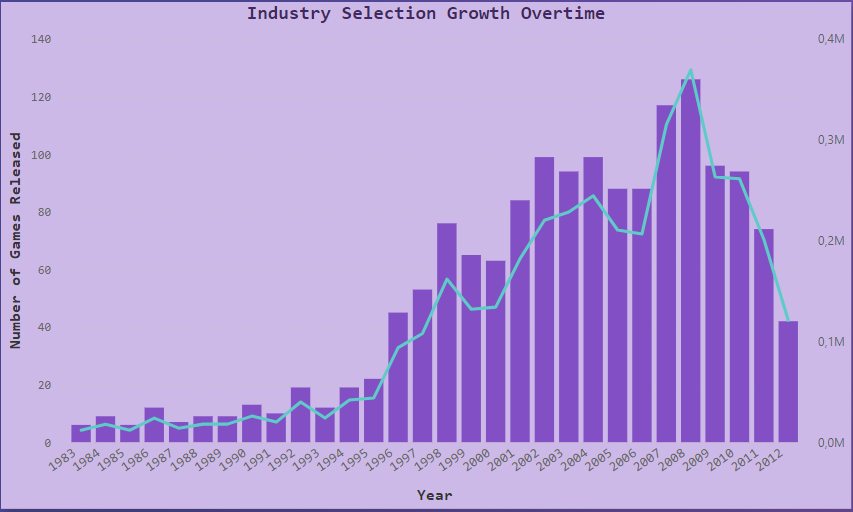 Industry Selection Growth Overtime
140
120
100
80
60
40
20
0
Number of Games Released
0,4M
0,3M
0,2M
0,1M
0,0M
1983 1984 1985 1986 1987 1988 1989 1990 1991 1992 1993 1994 1995 1996 1997 1998 1999 2000 2001 2002 2003 2004 2005 2006 2007 2008 2009 2010 2011 2012
Year